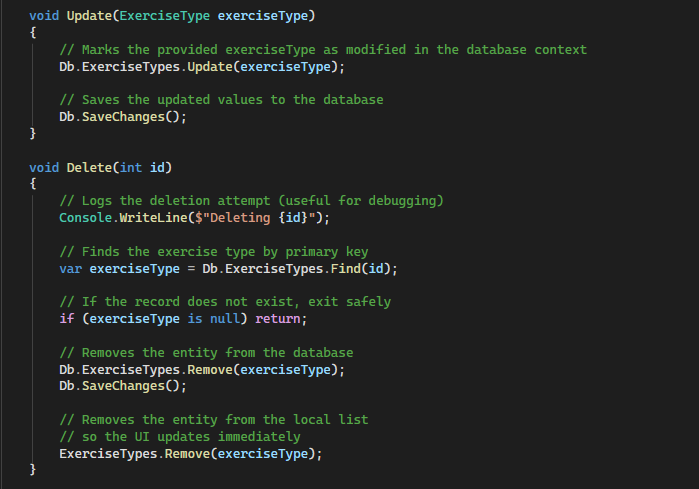 void Update(ExerciseType exerciseType)
{
// Marks the provided exerciseType as modified in the database context
Db.ExerciseTypes.Update(exerciseType);
// Saves the updated values to the database
Db.SaveChanges();
}
void Delete(int id)
{
// Logs the deletion attempt (useful for debugging)
Console.WriteLine($"Deleting {id}");
// Finds the exercise type by primary key
var exerciseType = Db.ExerciseTypes.Find(id);
// If the record does not exist, exit safely
if (exerciseType is null) return;
// Removes the entity from the database
Db.ExerciseTypes.Remove(exerciseType);
Db.SaveChanges();
// Removes the entity from the local list
// so the UI updates immediately
ExerciseTypes.Remove(exerciseType);
}